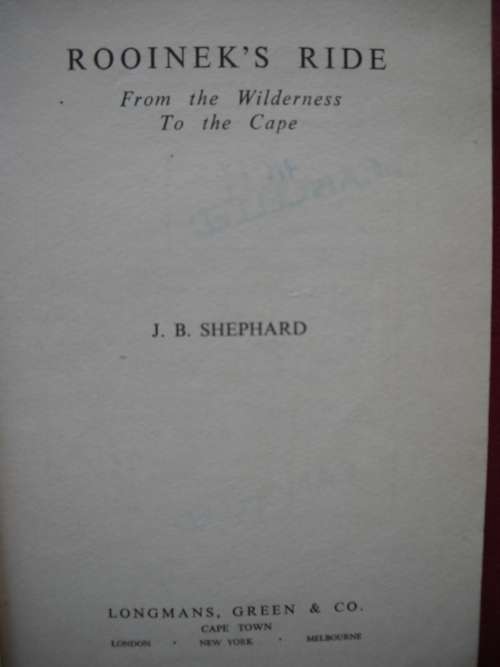 ROOINEK'S RIDE
From the Wilderness
To the Cape
J. B. SHEPHARD
LONGMANS, GREEN & CO.
CAPE TOWN
LONDON · NEW YORK · MELBOURNE